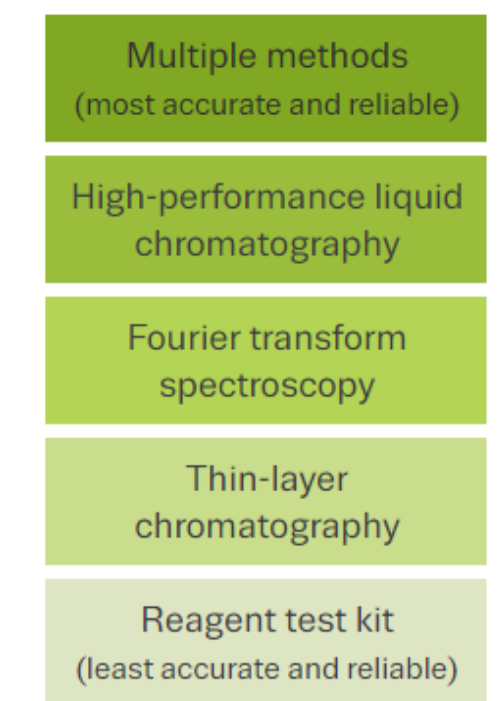 Multiple methods
(most accurate and reliable)
High-performance liquid
chromatography
Fourier transform
spectroscopy
Thin-layer
chromatography
Reagent test kit
(least accurate and reliable)